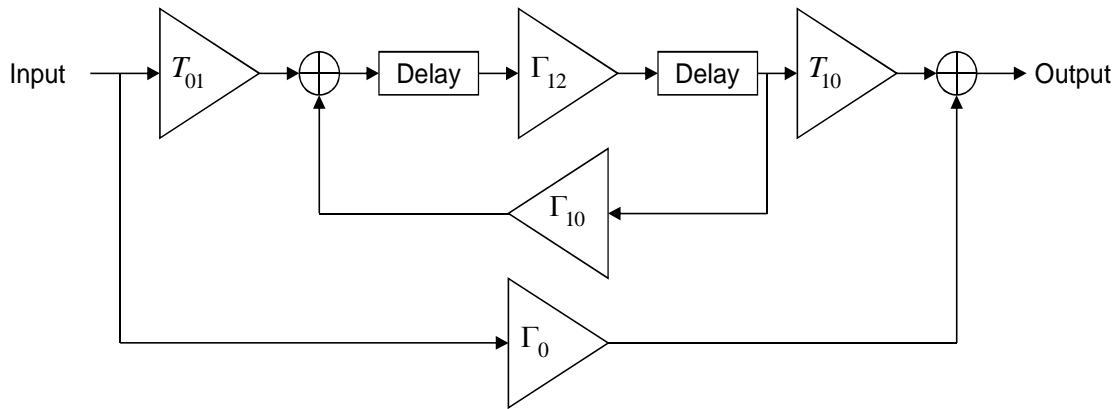 Input T₀₁ Delay Γ₁₂ Delay T₁₀ Output
Γ₁₀
Γ₀